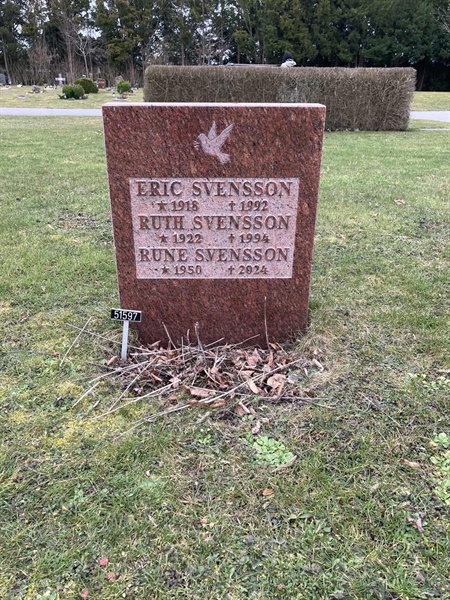 ERIC SVENSSON
★ 1918 † 1992
RUTH SVENSSON
★ 1922 † 1994
RUNE SVENSSON
★ 1950 † 2024
51597